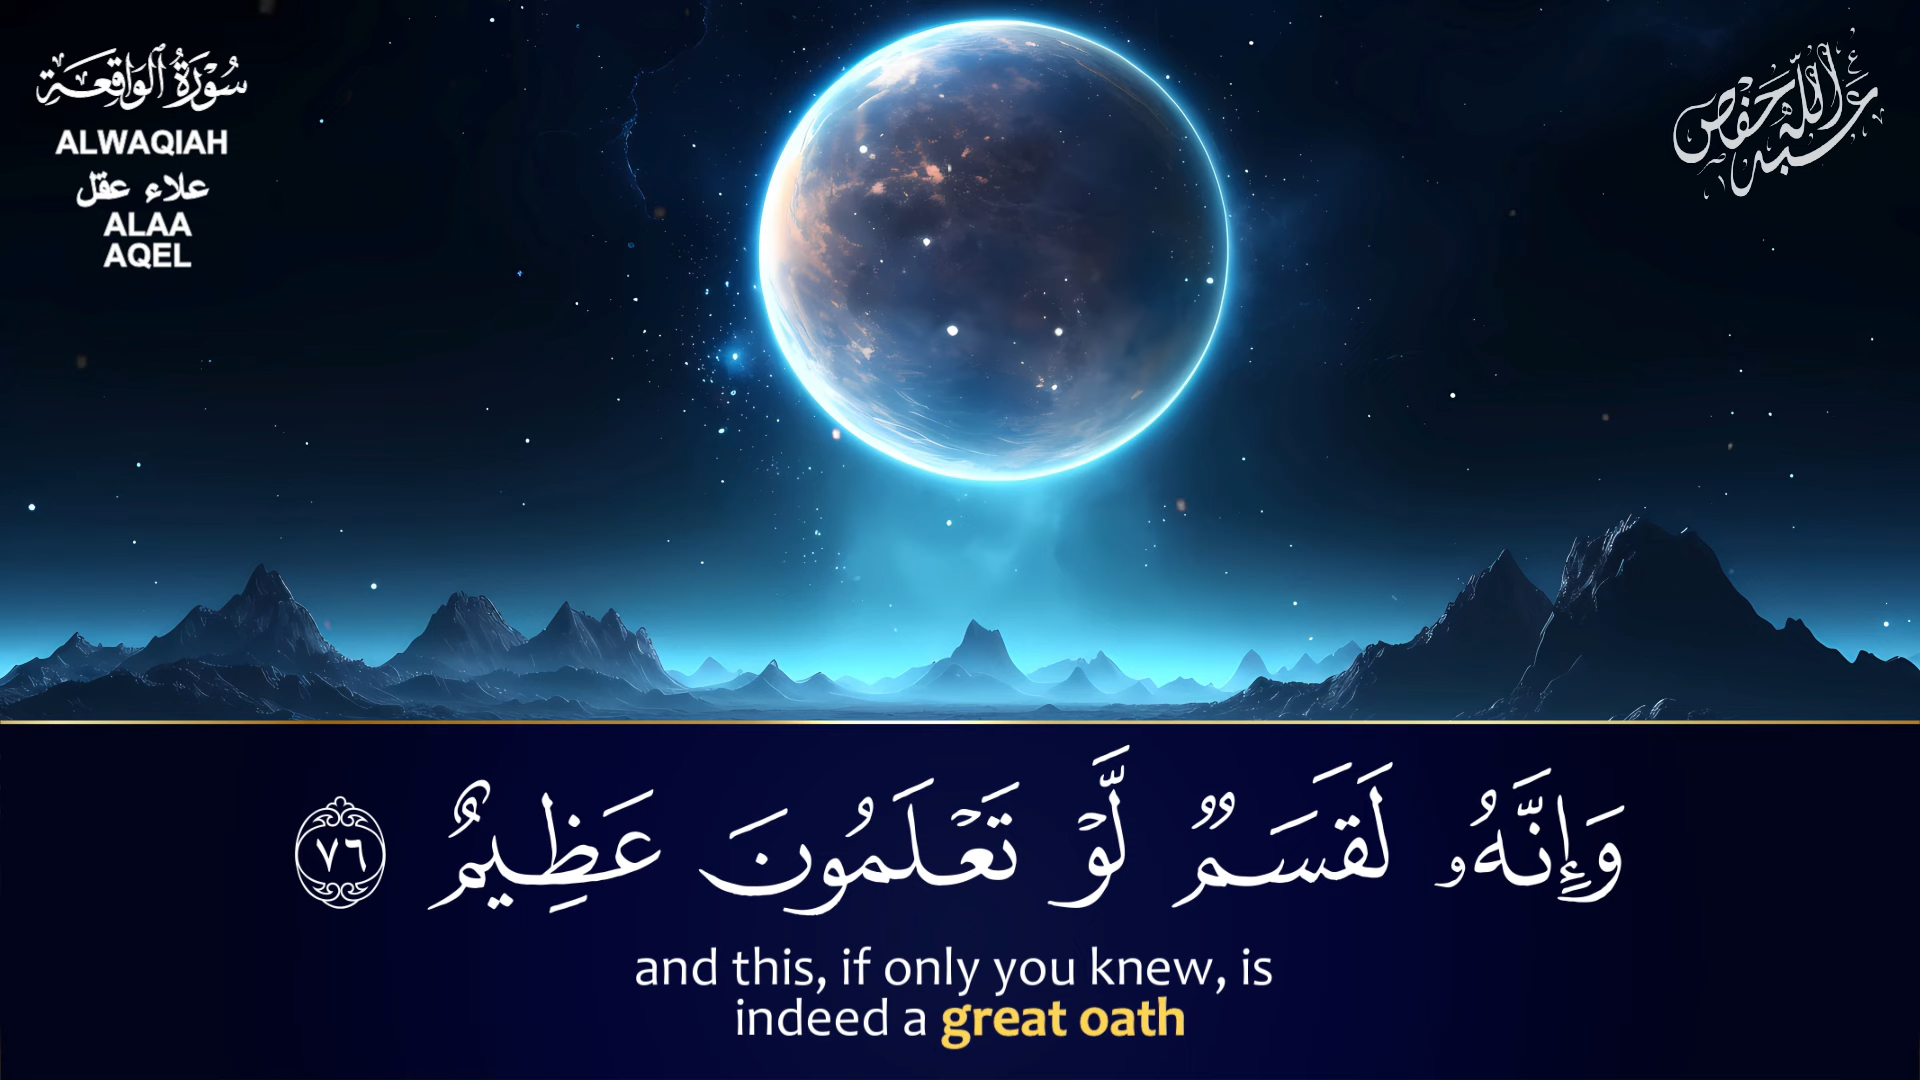 سُورَةُ الوَاقِعَة
ALWAQIAH
علاء عقل
ALAA
AQEL
وَإِنَّهُۥ لَقَسَمٌ لَّوْ تَعْلَمُونَ عَظِيمٌ ٧٦
and this, if only you knew, is
indeed a great oath